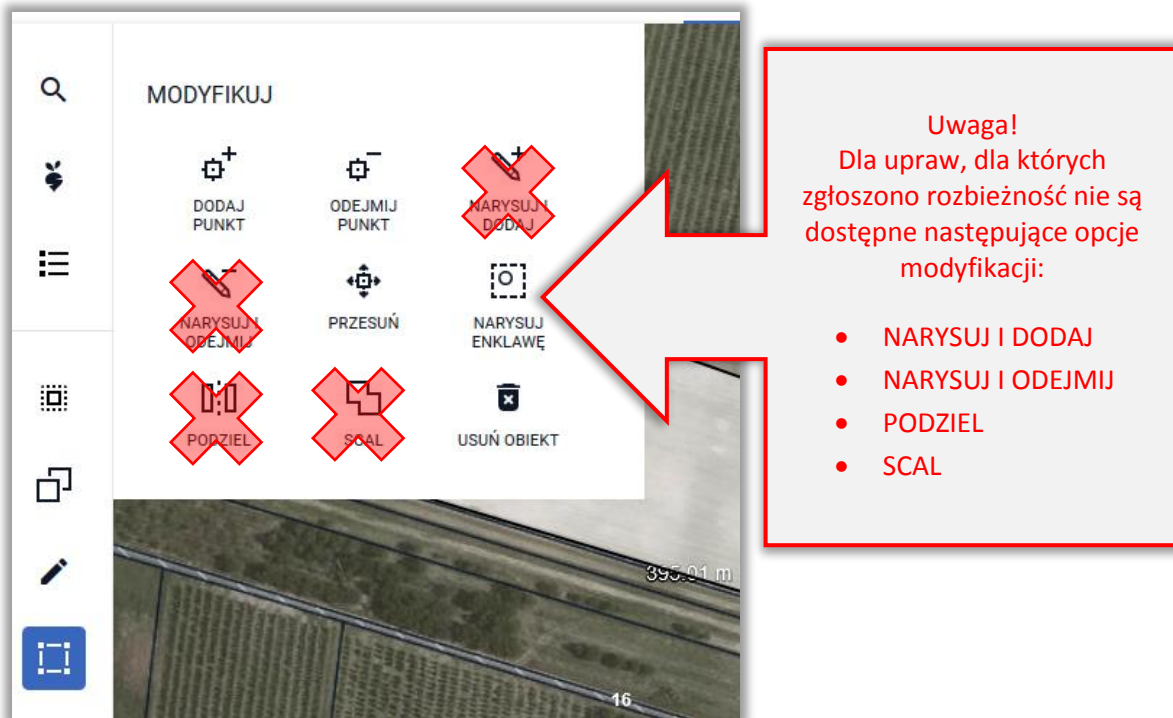 MODYFIKUJ
DODAJ
PUNKT
ODEJMIJ
PUNKT
NARYSUJ I
DODAJ
NARYSUJ I
ODEJMIJ
PRZESUŃ
NARYSUJ
ENKLAWĘ
PODZIEL
SCAL
USUŃ OBIEKT
395.01 m
16
Uwaga!
Dla upraw, dla których
zgłoszono rozbieżność nie są
dostępne następujące opcje
modyfikacji:
• NARYSUJ I DODAJ
• NARYSUJ I ODEJMIJ
• PODZIEL
• SCAL